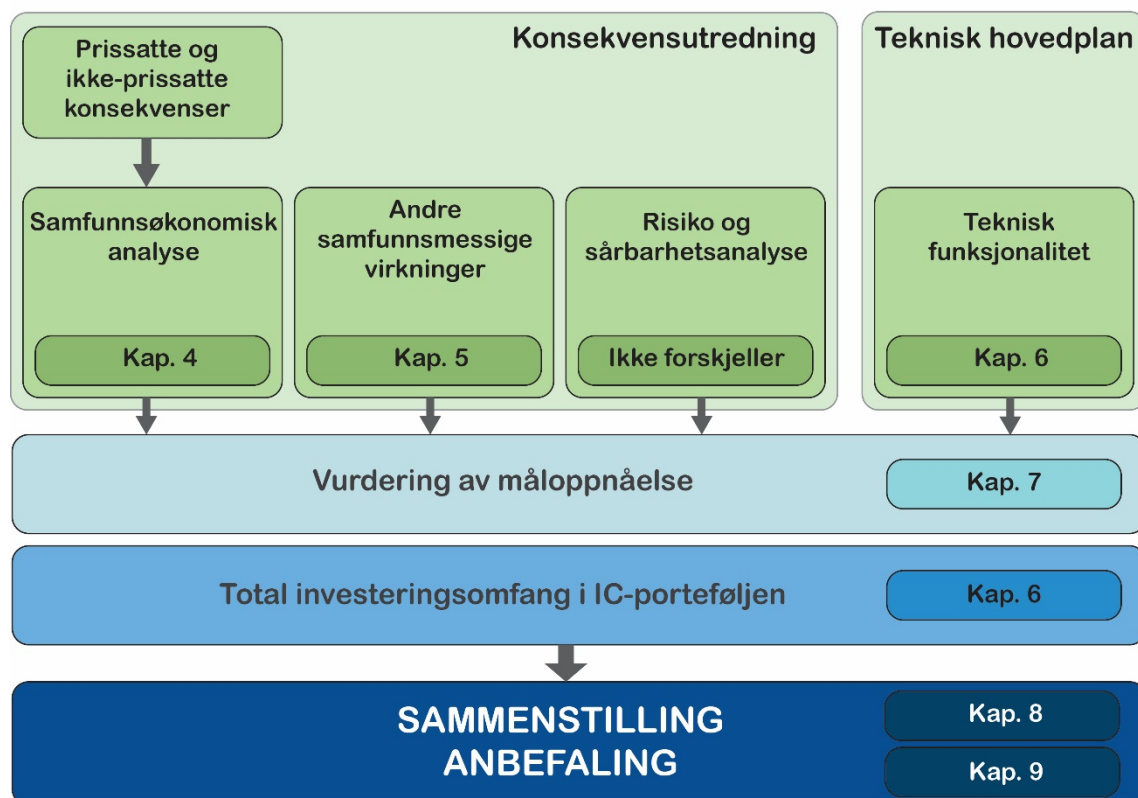 Konsekvensutredning
Teknisk hovedplan
Prissatte og
ikke-prissatte
konsekvenser
Samfunnsøkonomisk
analyse
Kap. 4
Andre
samfunnsmessige
virkninger
Kap. 5
Risiko og
sårbarhetsanalyse
Ikke forskjeller
Teknisk
funksjonalitet
Kap. 6
Vurdering av måloppnåelse
Kap. 7
Total investeringsomfang i IC-porteføljen
Kap. 6
SAMMENSTILLING
ANBEFALING
Kap. 8
Kap. 9